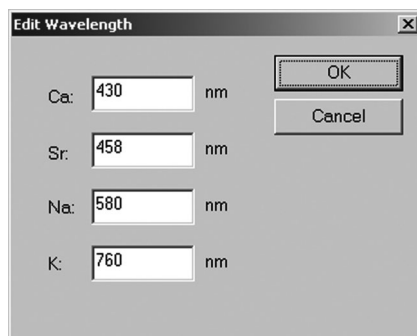 Edit Wavelength
Ca: 430 nm
OK
Cancel
Sr: 458 nm
Na: 580 nm
K: 760 nm